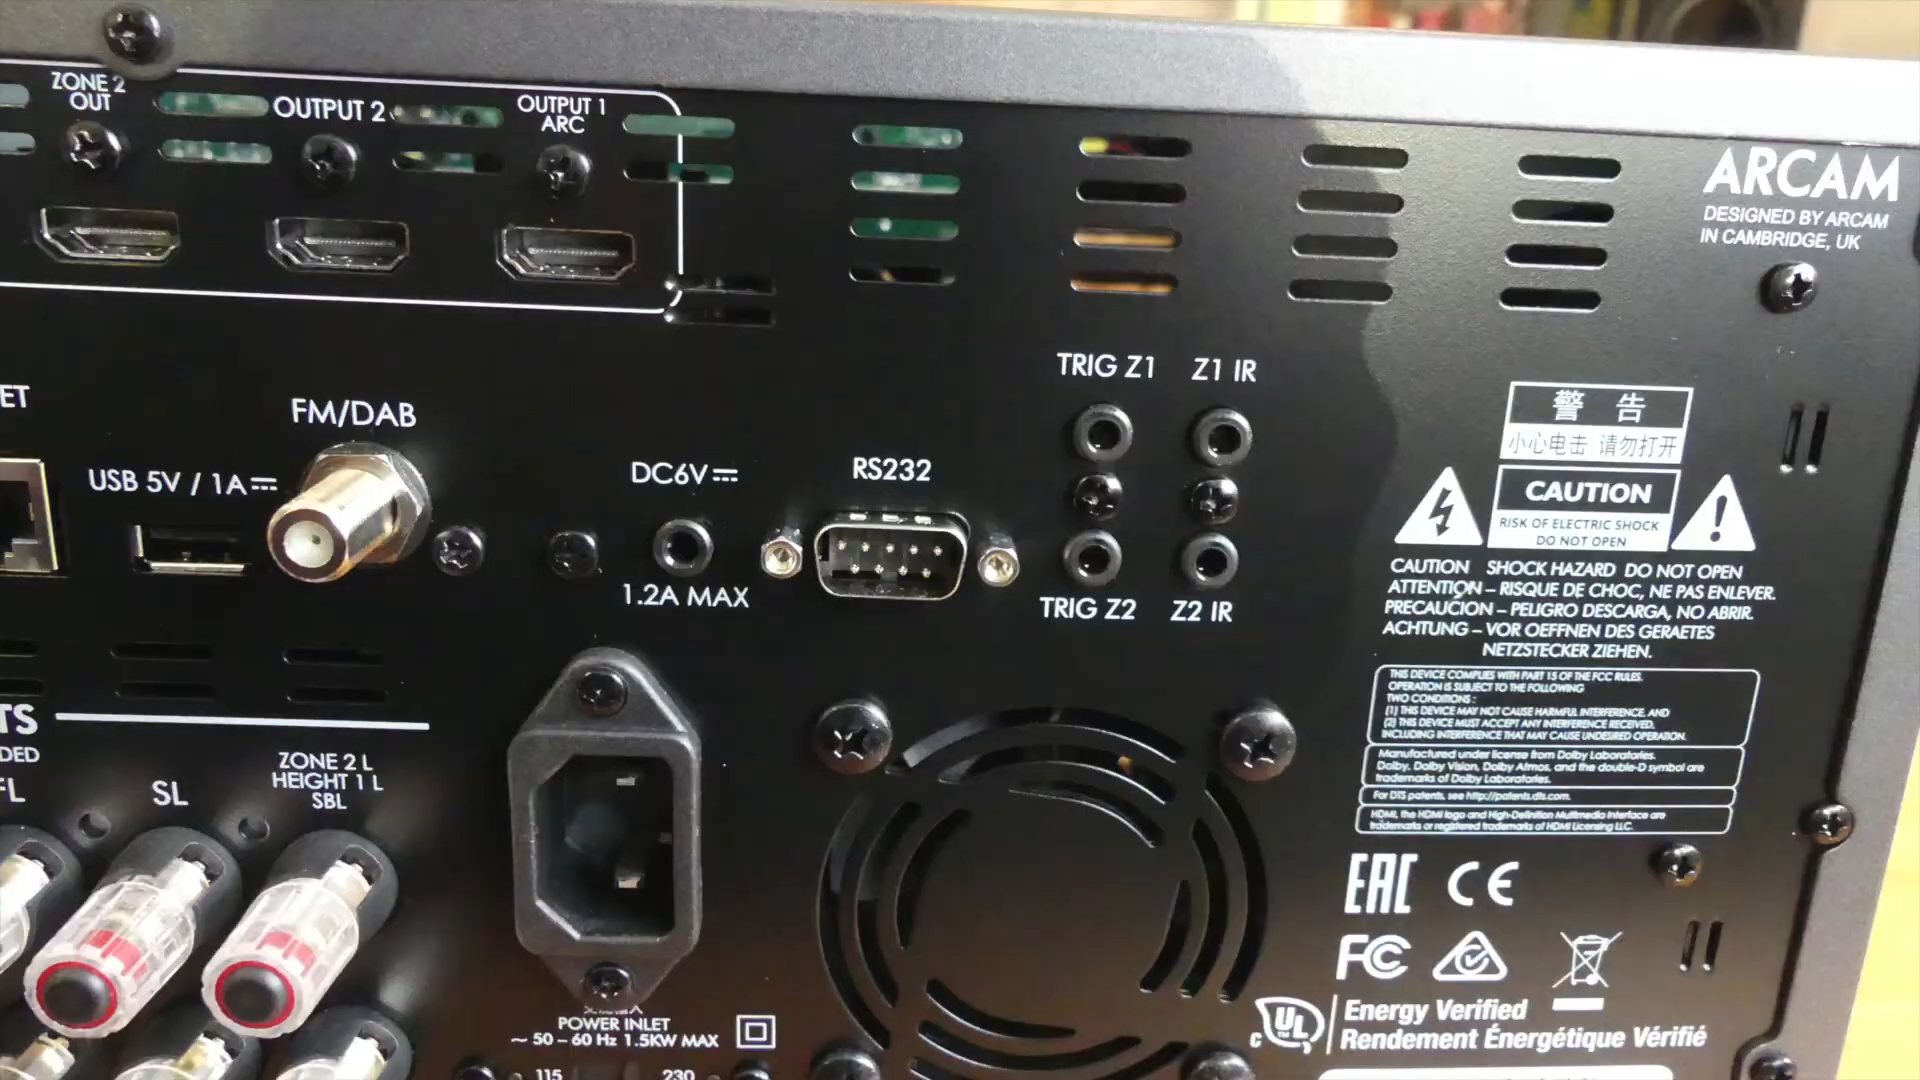 ZONE 2
OUT
OUTPUT 2
OUTPUT 1
ARC
ARCAM
DESIGNED BY ARCAM
IN CAMBRIDGE, UK
ET
FM/DAB
USB 5V / 1A
DC6V
1.2A MAX
RS232
TRIG Z1
Z1 IR
TRIG Z2
Z2 IR
警 告
小心电击 请勿打开
CAUTION
RISK OF ELECTRIC SHOCK
DO NOT OPEN
CAUTION SHOCK HAZARD DO NOT OPEN
ATTENTION – RISQUE DE CHOC, NE PAS ENLEVER.
PRECAUCIÓN – PELIGRO DESCARGA, NO ABRIR.
ACHTUNG – VOR OEFFNEN DES GERAETES
NETZSTECKER ZIEHEN.
THIS DEVICE COMPLIES WITH PART 15 OF THE FCC RULES.
OPERATION IS SUBJECT TO THE FOLLOWING
TWO CONDITIONS :
(1) THIS DEVICE MAY NOT CAUSE HARMFUL INTERFERENCE, AND
(2) THIS DEVICE MUST ACCEPT ANY INTERFERENCE RECEIVED,
INCLUDING INTERFERENCE THAT MAY CAUSE UNDESIRED OPERATION.
Manufactured under license from Dolby Laboratories.
Dolby, Dolby Vision, Dolby Atmos, and the double-D symbol are
trademarks of Dolby Laboratories.
For DTS patents, see http://patents.dts.com.
HDMI, the HDMI logo and High-Definition Multimedia Interface are
trademarks or registered trademarks of HDMI Licensing LLC.
TS
DED
FL
SL
ZONE 2 L
HEIGHT 1 L
SBL
POWER INLET
~ 50 – 60 Hz 1.5KW MAX
115 230
EAC CE
FC
C UL
Energy Verified
Rendement Énergétique Vérifié